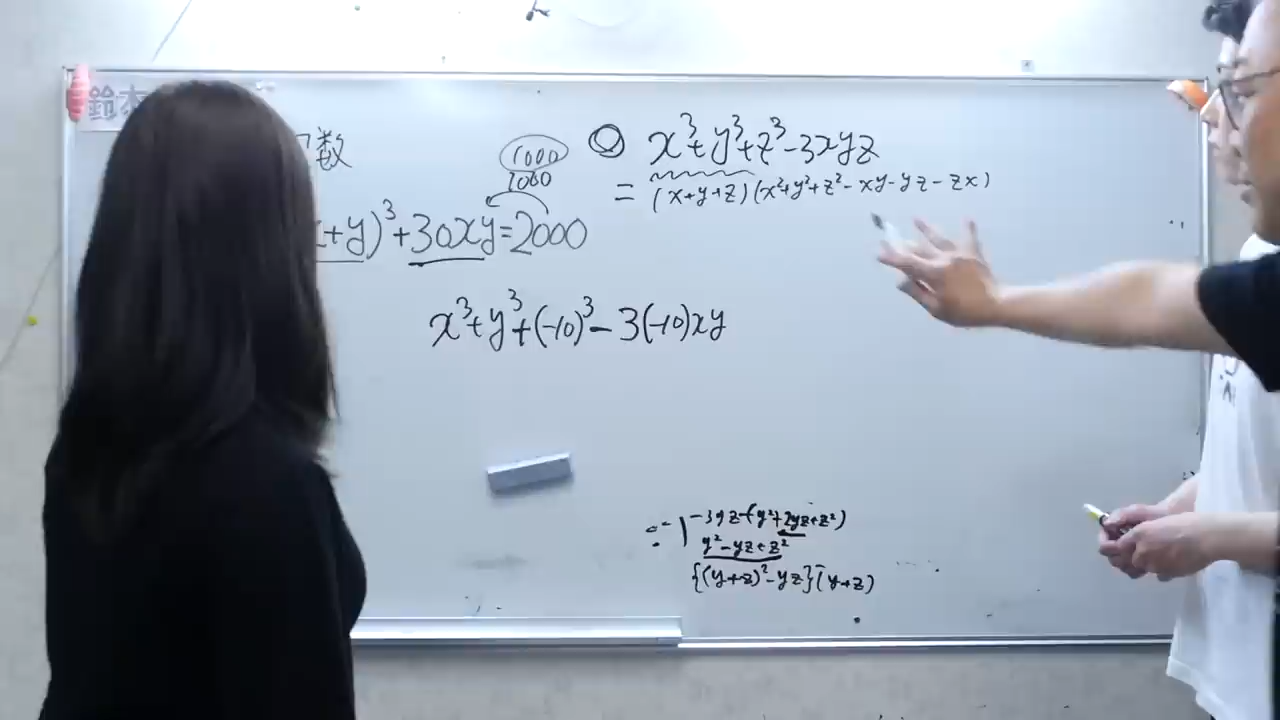 鈴木
数
1000
1000
+y)³+30xy=2000
x³+y³+z³-3xyz
=(x+y+z)(x²+y²+z²-xy-yz-zx)
x³+y³+(-10)³-3(-10)xy
-3yz-(y²+2yz+z²)
y²-yz+z²
{(y+z)²-yz}(y+z)